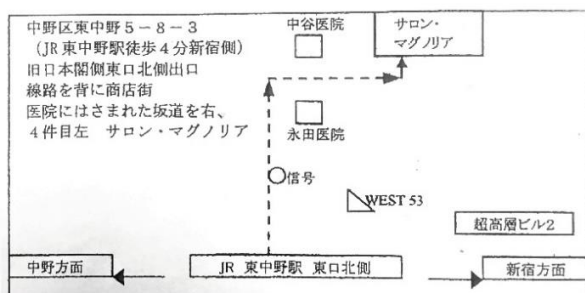 中野区東中野5-8-3
(JR東中野駅徒歩4分新宿側)
旧日本閣側東口北側出口
線路を背に商店街
医院にはさまれた坂道を右、
4件目左 サロン・マグノリア
中谷医院
サロン・
マグノリア
永田医院
信号
WEST 53
超高層ビル2
中野方面
JR 東中野駅 東口北側
新宿方面